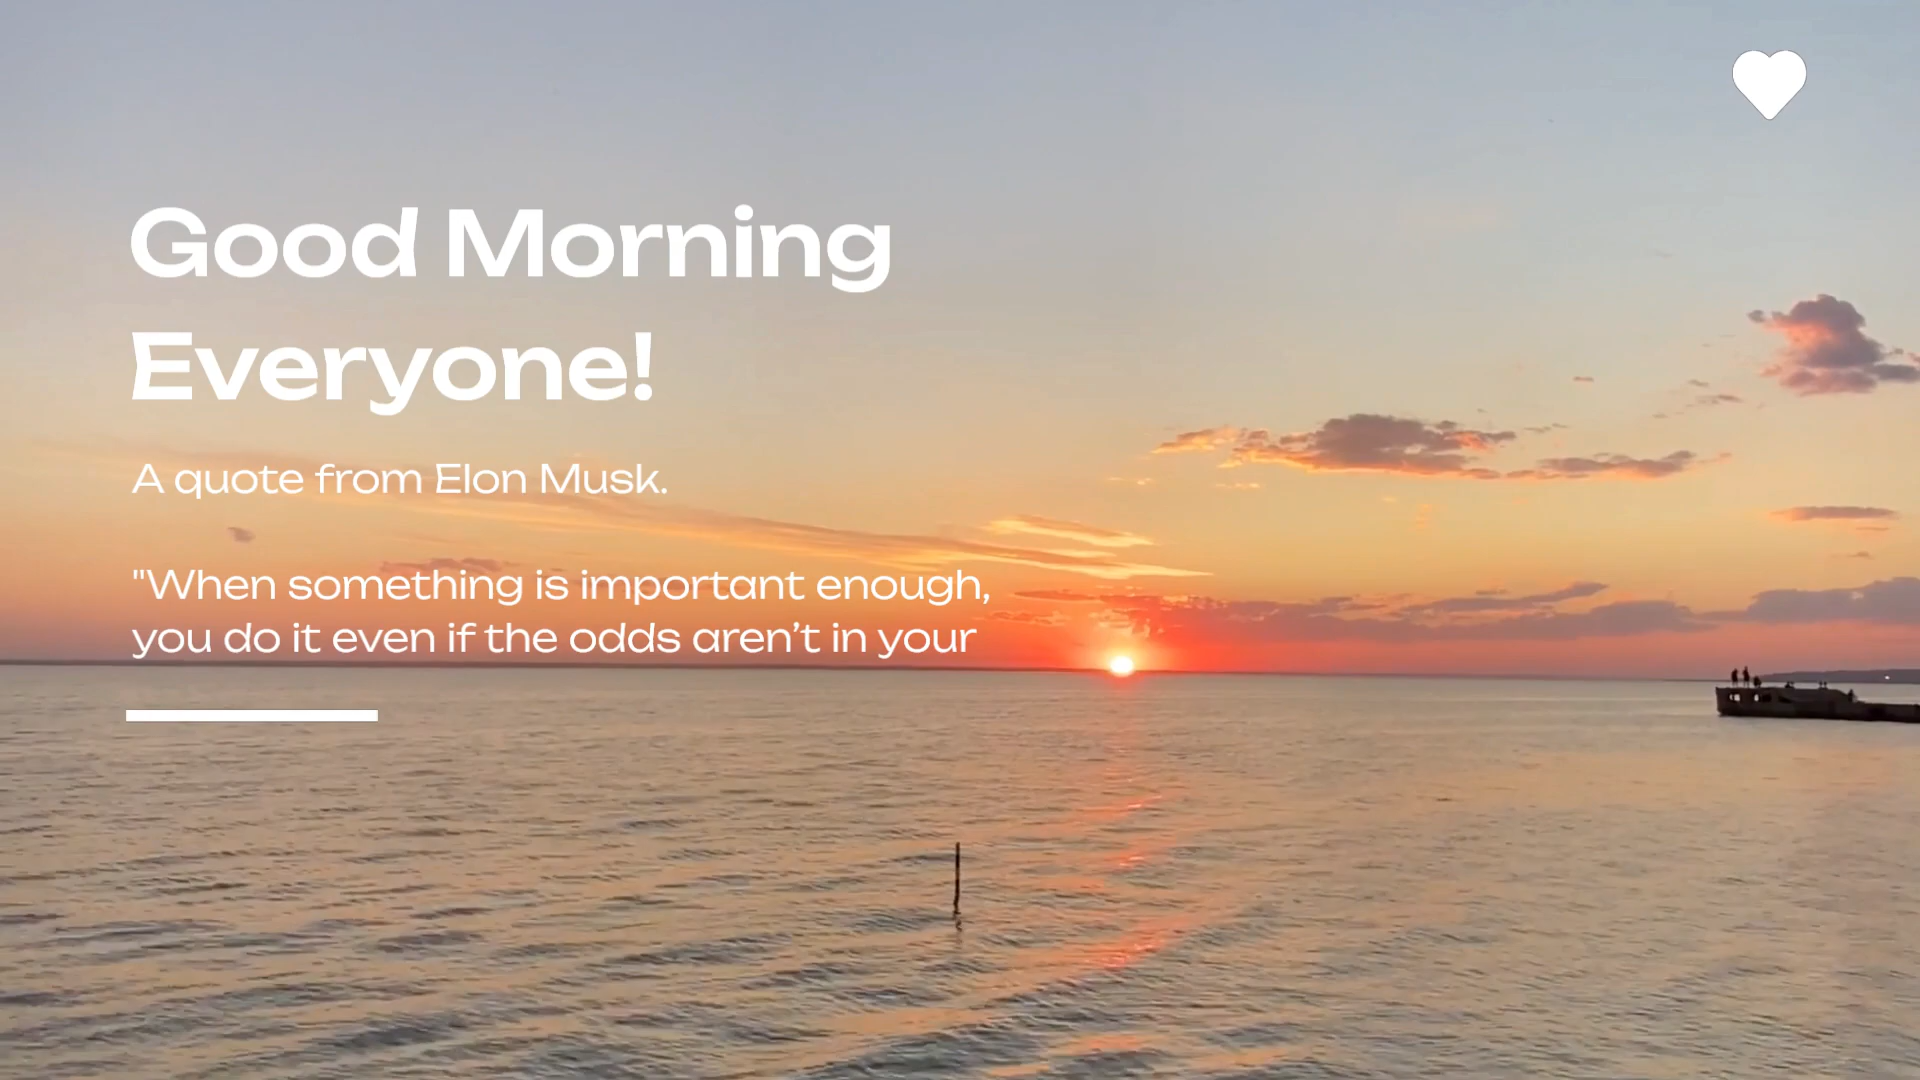 Good Morning
Everyone!
A quote from Elon Musk.
"When something is important enough,
you do it even if the odds aren’t in your